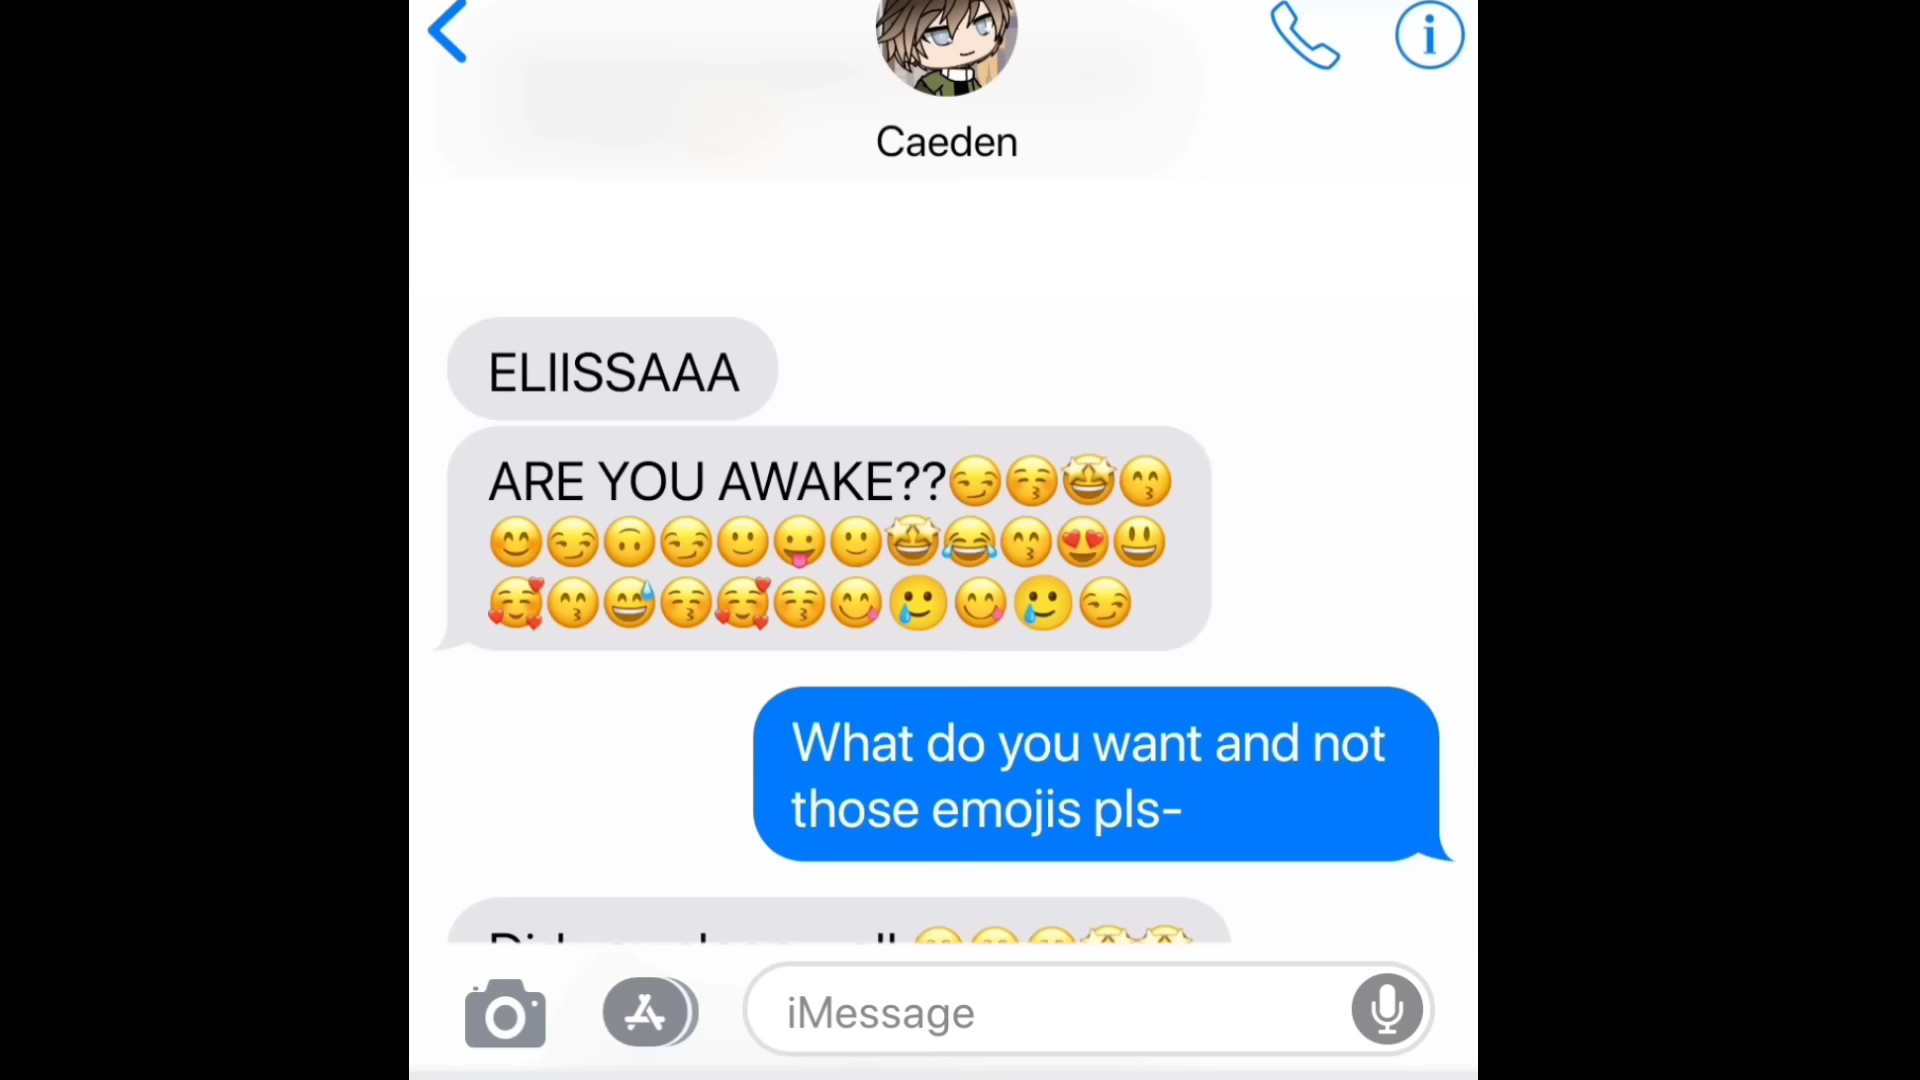 Caeden
ELIISSAAA
ARE YOU AWAKE??😏😚🤩😙
😊😏🙃😏🙂😛🙂🤩😂😙😍😃
🥰😙😅😚🥰😚😋🥲😋🥲😏
What do you want and not
those emojis pls-
iMessage